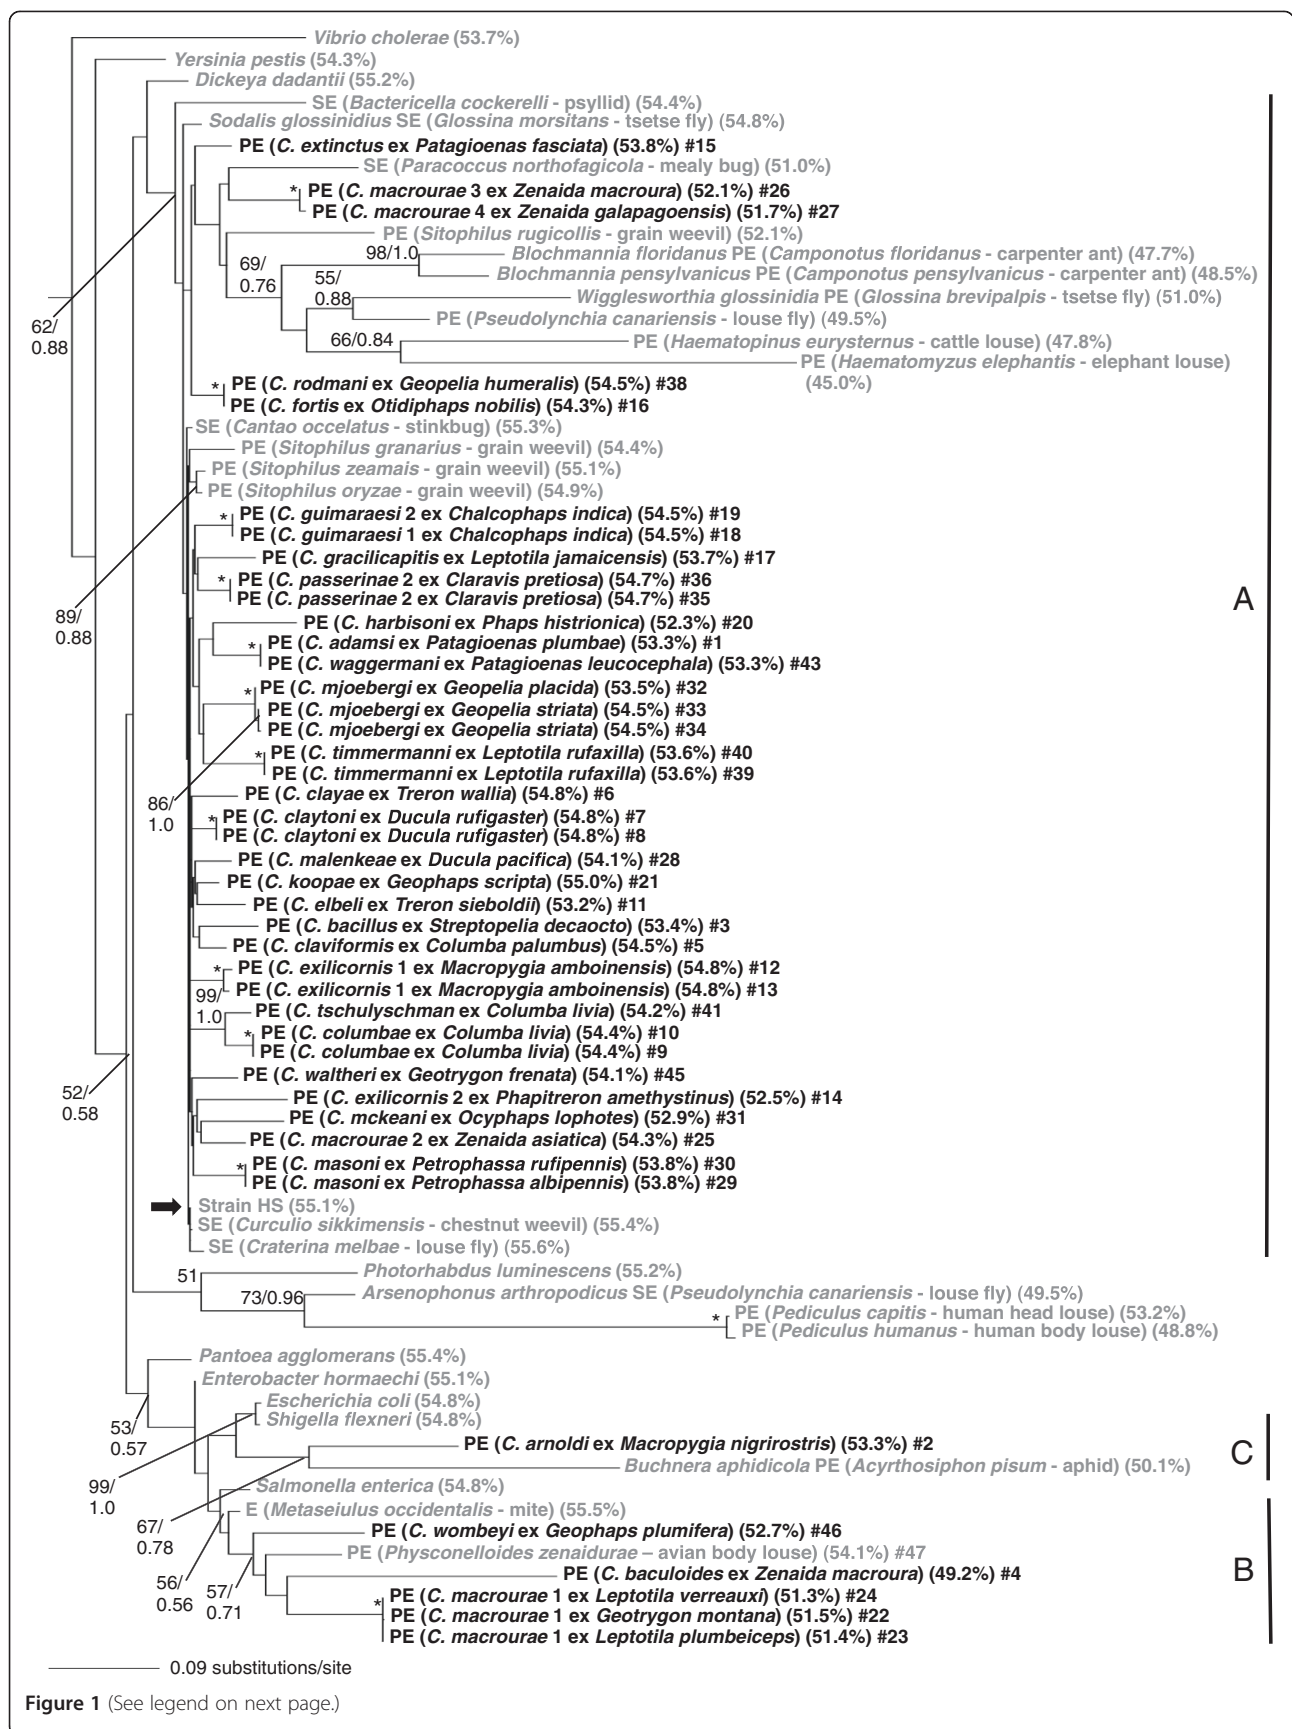 Vibrio cholerae (53.7%)
Yersinia pestis (54.3%)
Dickeya dadantii (55.2%)
SE (Bactericella cockerelli - psyllid) (54.4%)
Sodalis glossinidius SE (Glossina morsitans - tsetse fly) (54.8%)
PE (C. extinctus ex Patagioenas fasciata) (53.8%) #15
SE (Paracoccus northofagicola - mealy bug) (51.0%)
* PE (C. macrourae 3 ex Zenaida macroura) (52.1%) #26
PE (C. macrourae 4 ex Zenaida galapagoensis) (51.7%) #27
PE (Sitophilus rugicollis - grain weevil) (52.1%)
98/1.0 Blochmannia floridanus PE (Camponotus floridanus - carpenter ant) (47.7%)
69/
0.76
Blochmannia pensylvanicus PE (Camponotus pensylvanicus - carpenter ant) (48.5%)
55/
0.88
Wigglesworthia glossinidia PE (Glossina brevipalpis - tsetse fly) (51.0%)
PE (Pseudolynchia canariensis - louse fly) (49.5%)
62/
0.88
66/0.84
PE (Haematopinus eurysternus - cattle louse) (47.8%)
PE (Haematomyzus elephantis - elephant louse)
(45.0%)
* PE (C. rodmani ex Geopelia humeralis) (54.5%) #38
PE (C. fortis ex Otidiphaps nobilis) (54.3%) #16
SE (Cantao occelatus - stinkbug) (55.3%)
PE (Sitophilus granarius - grain weevil) (54.4%)
PE (Sitophilus zeamais - grain weevil) (55.1%)
PE (Sitophilus oryzae - grain weevil) (54.9%)
* PE (C. guimaraesi 2 ex Chalcophaps indica) (54.5%) #19
PE (C. guimaraesi 1 ex Chalcophaps indica) (54.5%) #18
PE (C. gracilicapitis ex Leptotila jamaicensis) (53.7%) #17
* PE (C. passerinae 2 ex Claravis pretiosa) (54.7%) #36
PE (C. passerinae 2 ex Claravis pretiosa) (54.7%) #35
A
89/
0.88
PE (C. harbisoni ex Phaps histrionica) (52.3%) #20
* PE (C. adamsi ex Patagioenas plumbae) (53.3%) #1
PE (C. waggermani ex Patagioenas leucocephala) (53.3%) #43
* PE (C. mjoebergi ex Geopelia placida) (53.5%) #32
PE (C. mjoebergi ex Geopelia striata) (54.5%) #33
PE (C. mjoebergi ex Geopelia striata) (54.5%) #34
* PE (C. timmermanni ex Leptotila rufaxilla) (53.6%) #40
PE (C. timmermanni ex Leptotila rufaxilla) (53.6%) #39
PE (C. clayae ex Treron wallia) (54.8%) #6
86/
1.0
* PE (C. claytoni ex Ducula rufigaster) (54.8%) #7
PE (C. claytoni ex Ducula rufigaster) (54.8%) #8
PE (C. malenkeae ex Ducula pacifica) (54.1%) #28
PE (C. koopae ex Geophaps scripta) (55.0%) #21
PE (C. elbeli ex Treron sieboldii) (53.2%) #11
PE (C. bacillus ex Streptopelia decaocto) (53.4%) #3
PE (C. claviformis ex Columba palumbus) (54.5%) #5
* PE (C. exilicornis 1 ex Macropygia amboinensis) (54.8%) #12
PE (C. exilicornis 1 ex Macropygia amboinensis) (54.8%) #13
99/
1.0
PE (C. tschulyschman ex Columba livia) (54.2%) #41
* PE (C. columbae ex Columba livia) (54.4%) #10
PE (C. columbae ex Columba livia) (54.4%) #9
PE (C. waltheri ex Geotrygon frenata) (54.1%) #45
52/
0.58
PE (C. exilicornis 2 ex Phapitreron amethystinus) (52.5%) #14
PE (C. mckeani ex Ocyphaps lophotes) (52.9%) #31
PE (C. macrourae 2 ex Zenaida asiatica) (54.3%) #25
* PE (C. masoni ex Petrophassa rufipennis) (53.8%) #30
PE (C. masoni ex Petrophassa albipennis) (53.8%) #29
Strain HS (55.1%)
SE (Curculio sikkimensis - chestnut weevil) (55.4%)
SE (Craterina melbae - louse fly) (55.6%)
51 Photorhabdus luminescens (55.2%)
73/0.96 Arsenophonus arthropodicus SE (Pseudolynchia canariensis - louse fly) (49.5%)
* PE (Pediculus capitis - human head louse) (53.2%)
PE (Pediculus humanus - human body louse) (48.8%)
Pantoea agglomerans (55.4%)
Enterobacter hormaechi (55.1%)
Escherichia coli (54.8%)
Shigella flexneri (54.8%)
53/
0.57
PE (C. arnoldi ex Macropygia nigrirostris) (53.3%) #2
C
Buchnera aphidicola PE (Acyrthosiphon pisum - aphid) (50.1%)
99/
1.0
Salmonella enterica (54.8%)
E (Metaseiulus occidentalis - mite) (55.5%)
67/
0.78
PE (C. wombeyi ex Geophaps plumifera) (52.7%) #46
PE (Physconelloides zenaidurae – avian body louse) (54.1%) #47
PE (C. baculoides ex Zenaida macroura) (49.2%) #4
B
56/
0.56
57/
0.71
* PE (C. macrourae 1 ex Leptotila verreauxi) (51.3%) #24
PE (C. macrourae 1 ex Geotrygon montana) (51.5%) #22
PE (C. macrourae 1 ex Leptotila plumbeiceps) (51.4%) #23
0.09 substitutions/site
Figure 1 (See legend on next page.)